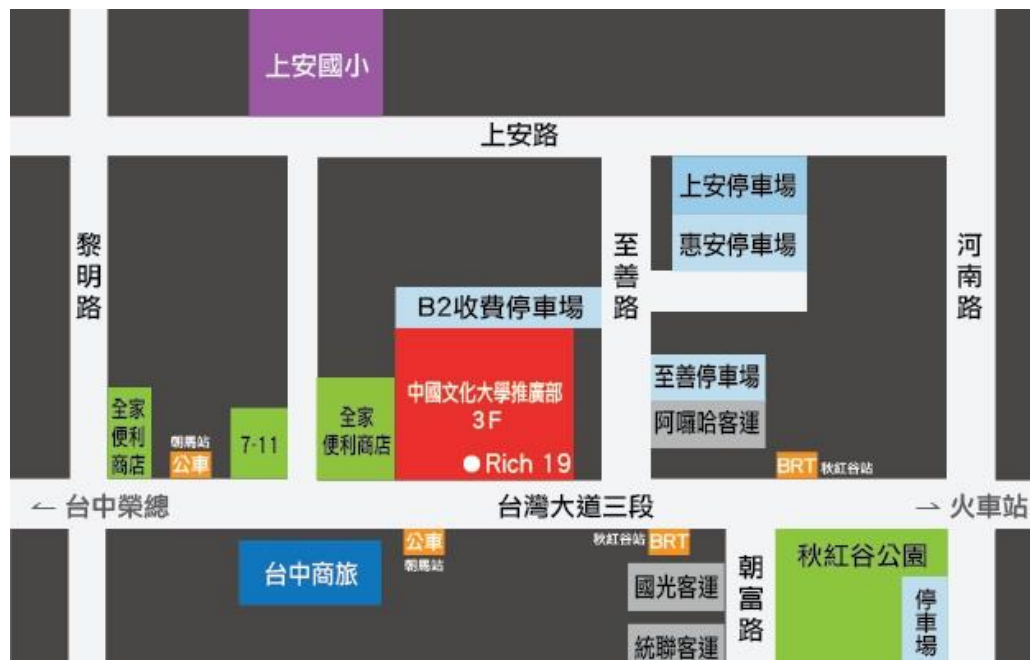 上安國小
上安路
上安停車場
惠安停車場
黎明路
至善路
河南路
B2收費停車場
中國文化大學推廣部
3F
Rich 19
全家
便利
商店
朝馬站
公車
7-11
全家
便利商店
至善停車場
阿囉哈客運
BRT 秋紅谷站
← 台中榮總
台灣大道三段
→ 火車站
台中商旅
公車
朝馬站
秋紅谷站 BRT
國光客運
統聯客運
朝富路
秋紅谷公園
停車場